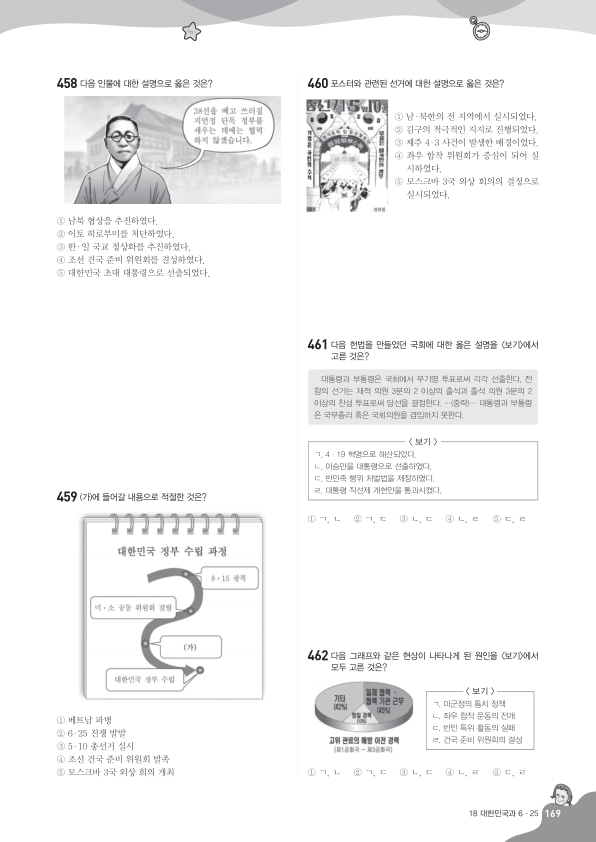 458 다음 인물에 대한 설명으로 옳은 것은?
38선을 베고 쓰러질
지언정 단독 정부를
세우는 데에는 협력
하지 않겠습니다.
① 남북 협상을 추진하였다.
② 이토 히로부미를 처단하였다.
③ 한·일 국교 정상화를 추진하였다.
④ 조선 건국 준비 위원회를 결성하였다.
⑤ 대한민국 초대 대통령으로 선출되었다.
459 (가)에 들어갈 내용으로 적절한 것은?
대한민국 정부 수립 과정
8·15 광복
미·소 공동 위원회 결렬
(가)
대한민국 정부 수립
① 베트남 파병
② 6·25 전쟁 발발
③ 5·10 총선거 실시
④ 조선 건국 준비 위원회 발족
⑤ 모스크바 3국 외상 회의 개최
460 포스터와 관련된 선거에 대한 설명으로 옳은 것은?
① 남·북한의 전 지역에서 실시되었다.
② 김구의 적극적인 지지로 진행되었다.
③ 제주 4·3 사건이 발생한 배경이었다.
④ 좌우 합작 위원회가 중심이 되어 실
시하였다.
⑤ 모스크바 3국 외상 회의의 결정으로
실시되었다.
461 다음 헌법을 만들었던 국회에 대한 옳은 설명을 〈보기〉에서
고른 것은?
대통령과 부통령은 국회에서 무기명 투표로써 각각 선출한다. 전
항의 선거는 재적 의원 3분의 2 이상의 출석과 출석 의원 3분의 2
이상의 찬성 투표로써 당선을 결정한다. …(중략)… 대통령과 부통령
은 국무총리 혹은 국회의원을 겸임하지 못한다.
〈 보기 〉
ㄱ. 4·19 혁명으로 해산되었다.
ㄴ. 이승만을 대통령으로 선출하였다.
ㄷ. 반민족 행위 처벌법을 제정하였다.
ㄹ. 대통령 직선제 개헌안을 통과시켰다.
① ㄱ, ㄴ ② ㄱ, ㄷ ③ ㄴ, ㄷ ④ ㄴ, ㄹ ⑤ ㄷ, ㄹ
462 다음 그래프와 같은 현상이 나타나게 된 원인을 〈보기〉에서
모두 고른 것은?
기타
(42%)
일제 협력·
협력 기관 근무
(45%)
항일 경력
(13%)
고위 관료의 해방 이전 경력
(제1공화국 ~ 제3공화국)
〈 보기 〉
ㄱ. 미군정의 통치 정책
ㄴ. 좌우 합작 운동의 전개
ㄷ. 반민 특위 활동의 실패
ㄹ. 건국 준비 위원회의 결성
① ㄱ, ㄴ ② ㄱ, ㄷ ③ ㄴ, ㄷ ④ ㄴ, ㄹ ⑤ ㄷ, ㄹ
18 대한민국과 6·25 169